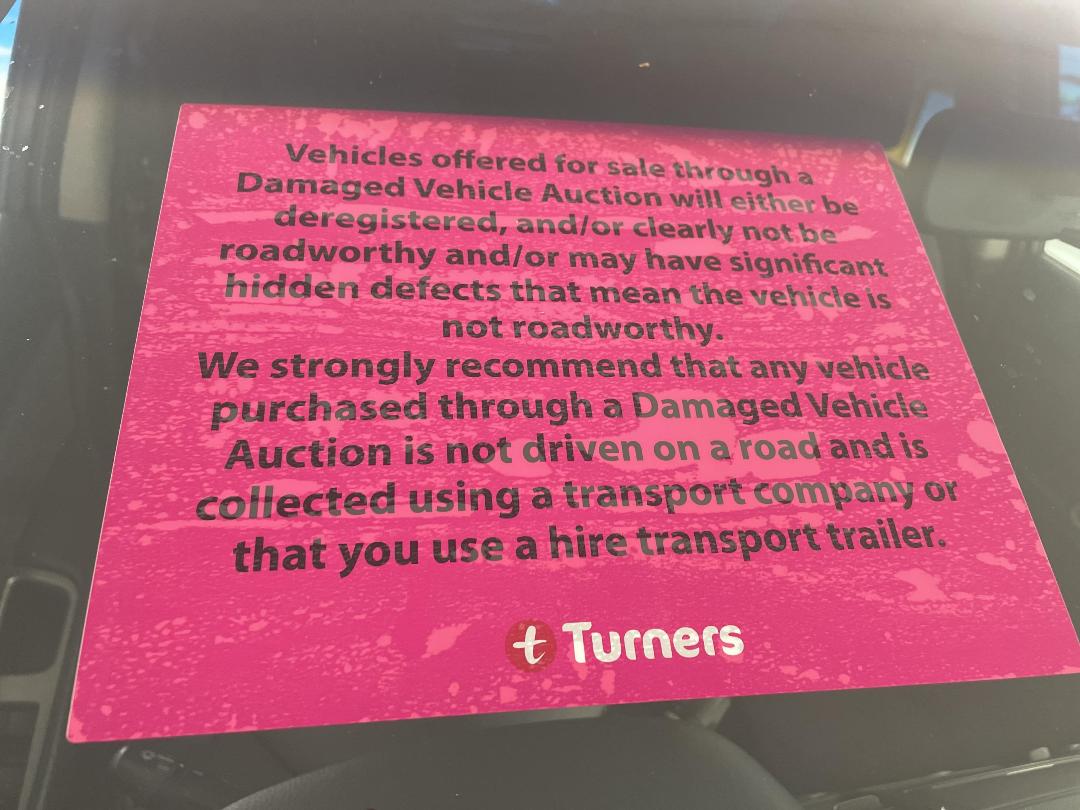 Vehicles offered for sale through a
Damaged Vehicle Auction will either be
deregistered, and/or clearly not be
roadworthy and/or may have significant
hidden defects that mean the vehicle is
not roadworthy.
We strongly recommend that any vehicle
purchased through a Damaged Vehicle
Auction is not driven on a road and is
collected using a transport company or
that you use a hire transport trailer.
t Turners